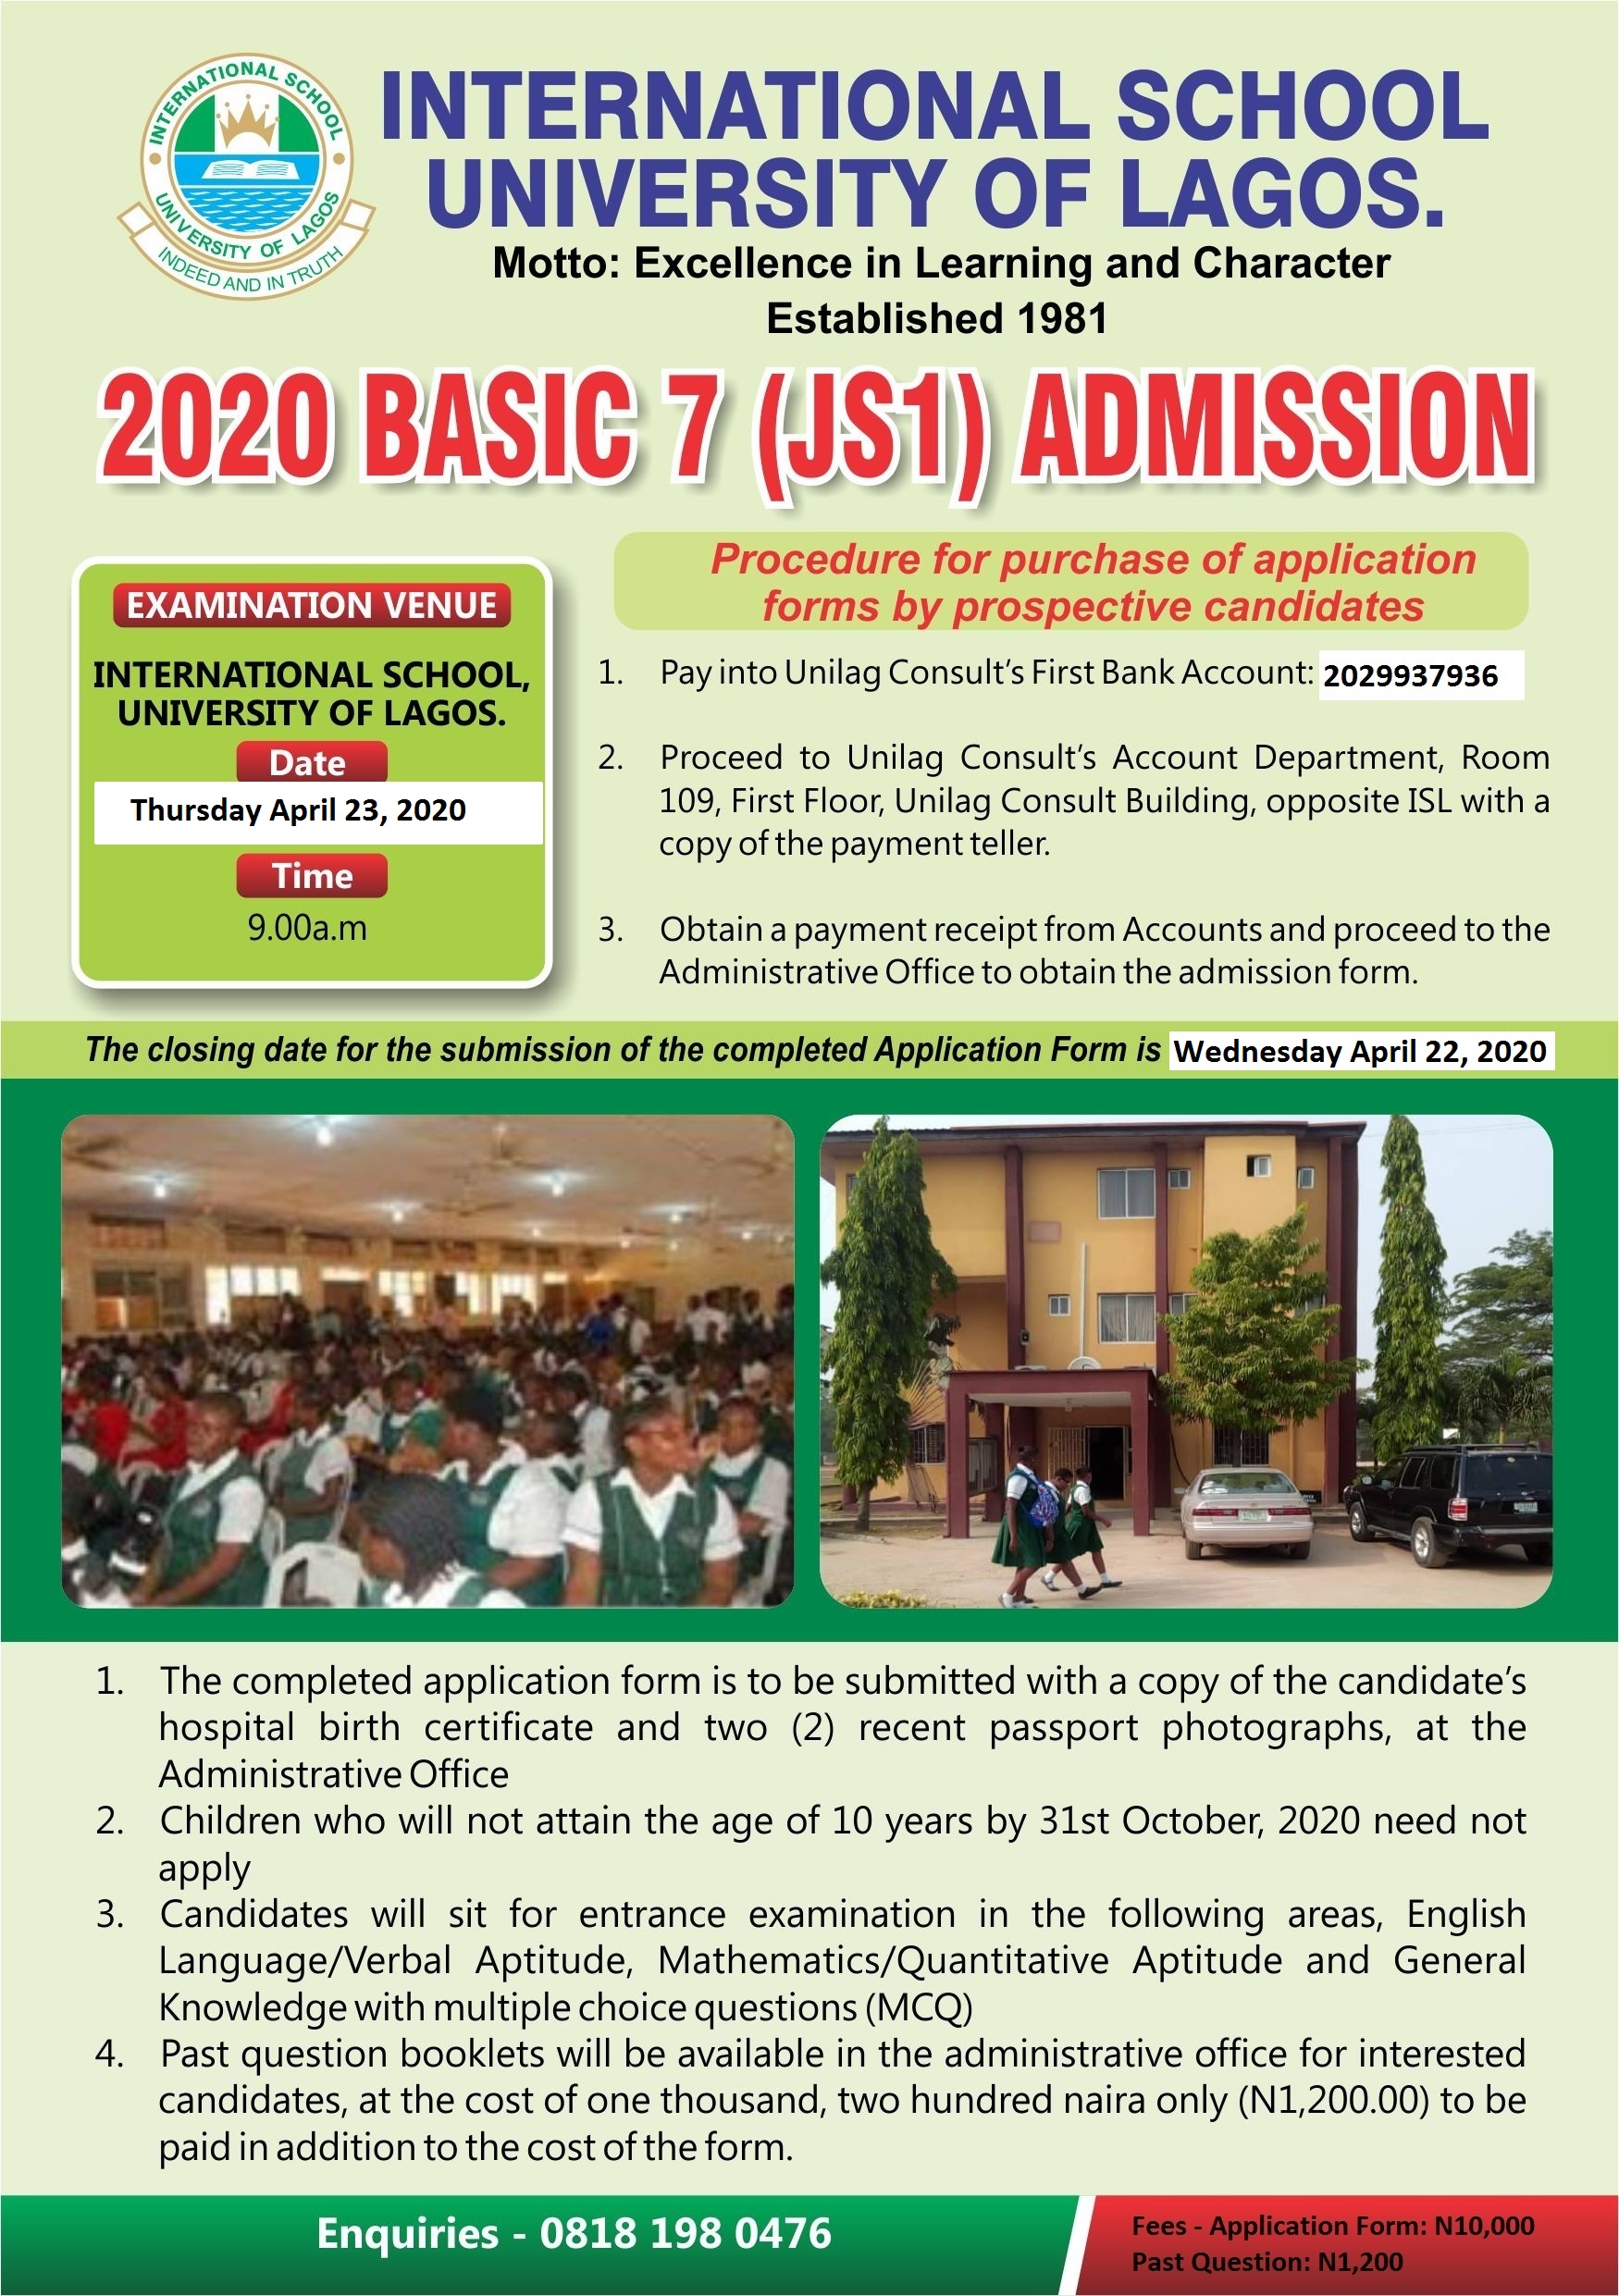 INTERNATIONAL SCHOOL
UNIVERSITY OF LAGOS
INDEED AND IN TRUTH
INTERNATIONAL SCHOOL
UNIVERSITY OF LAGOS.
Motto: Excellence in Learning and Character
Established 1981
2020 BASIC 7 (JS1) ADMISSION
EXAMINATION VENUE
INTERNATIONAL SCHOOL,
UNIVERSITY OF LAGOS.
Date
Thursday April 23, 2020
Time
9.00a.m
Procedure for purchase of application
forms by prospective candidates
1. Pay into Unilag Consult's First Bank Account: 2029937936
2. Proceed to Unilag Consult's Account Department, Room
109, First Floor, Unilag Consult Building, opposite ISL with a
copy of the payment teller.
3. Obtain a payment receipt from Accounts and proceed to the
Administrative Office to obtain the admission form.
The closing date for the submission of the completed Application Form is Wednesday April 22, 2020
1. The completed application form is to be submitted with a copy of the candidate's
hospital birth certificate and two (2) recent passport photographs, at the
Administrative Office
2. Children who will not attain the age of 10 years by 31st October, 2020 need not
apply
3. Candidates will sit for entrance examination in the following areas, English
Language/Verbal Aptitude, Mathematics/Quantitative Aptitude and General
Knowledge with multiple choice questions (MCQ)
4. Past question booklets will be available in the administrative office for interested
candidates, at the cost of one thousand, two hundred naira only (N1,200.00) to be
paid in addition to the cost of the form.
Enquiries - 0818 198 0476
Fees - Application Form: N10,000
Past Question: N1,200